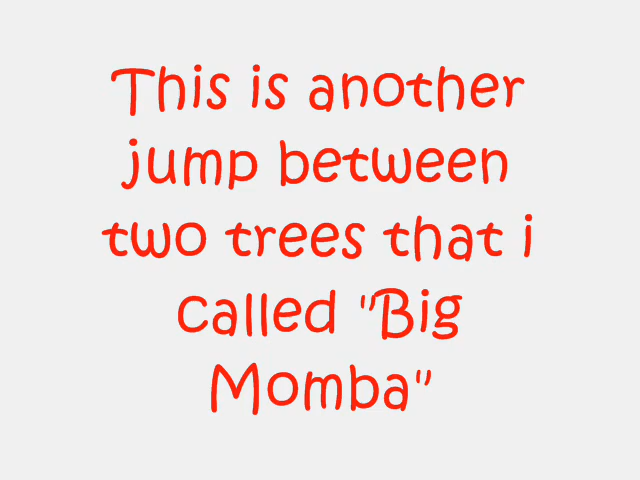 This is another
jump between
two trees that i
called "Big
Momba"